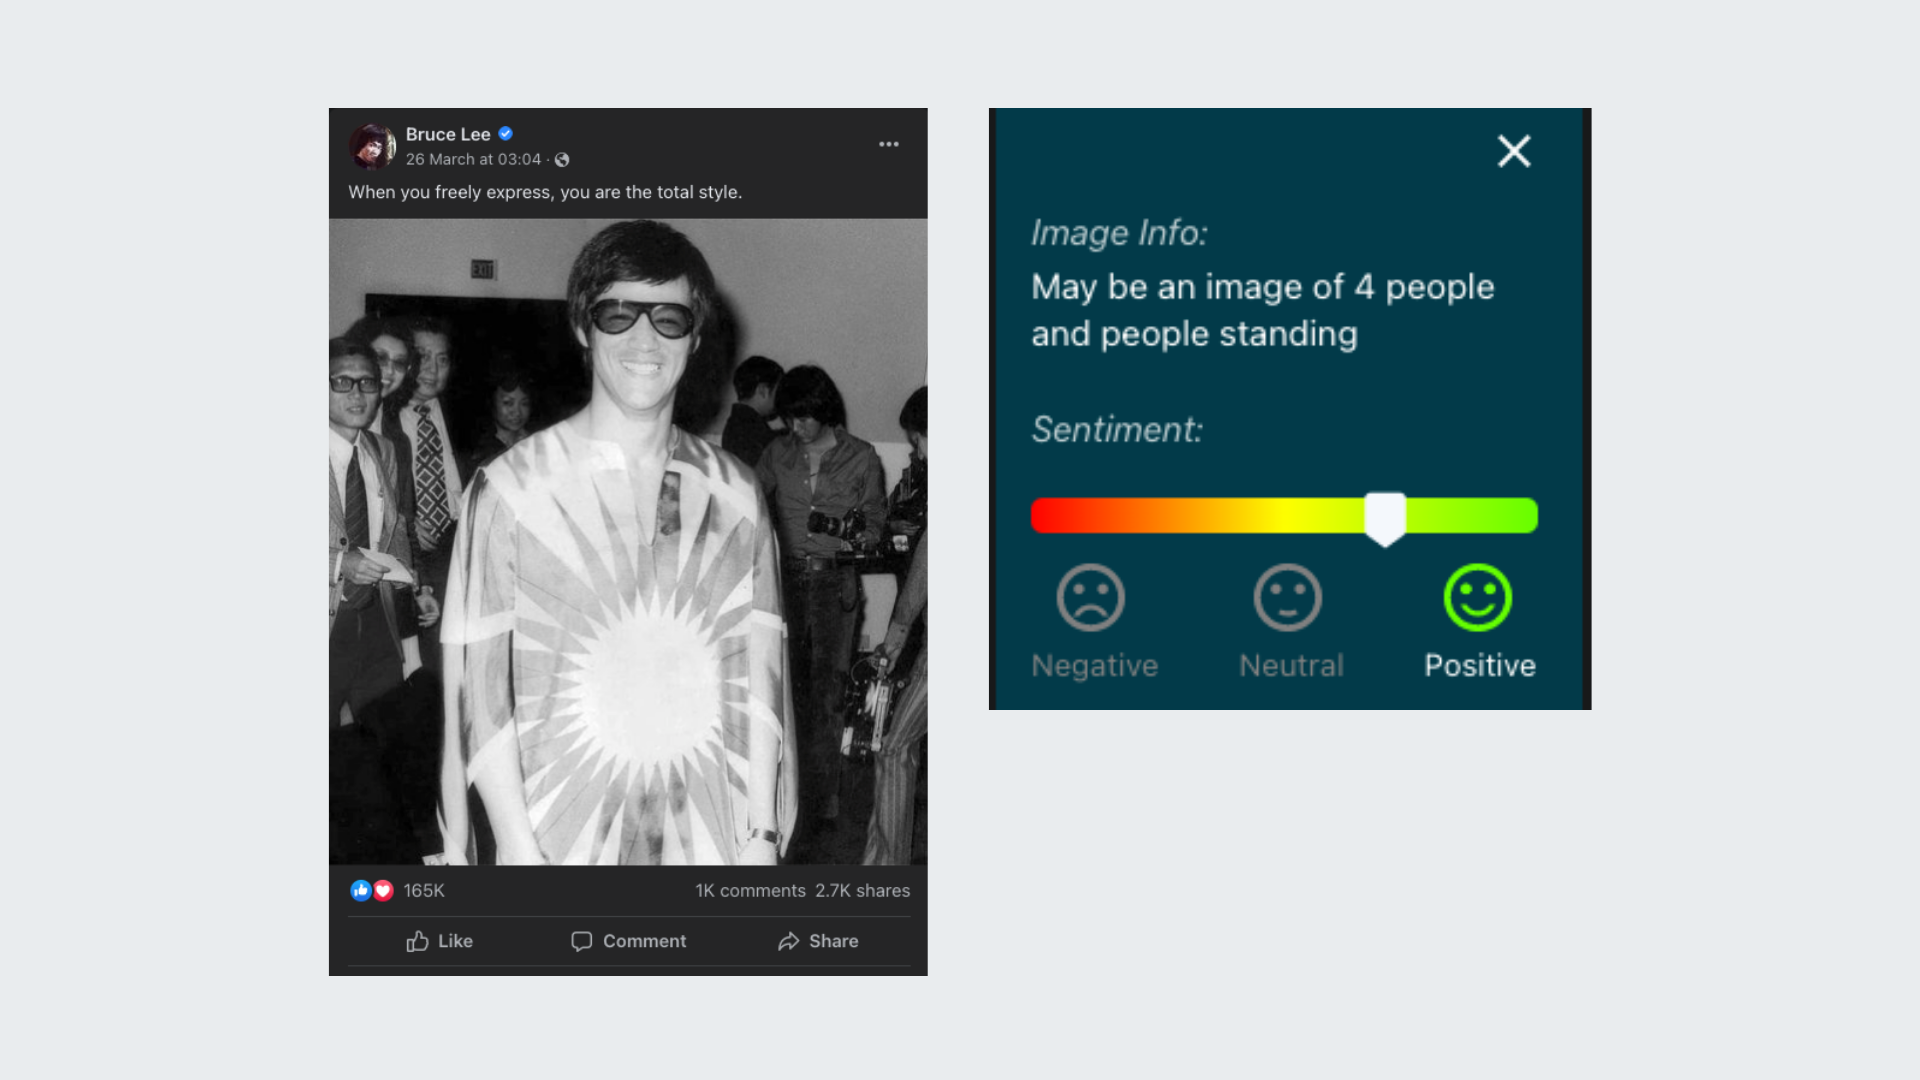 Bruce Lee
26 March at 03:04 ·
When you freely express, you are the total style.
EXIT
165K
1K comments 2.7K shares
Like
Comment
Share
Image Info:
May be an image of 4 people
and people standing
Sentiment:
Negative
Neutral
Positive